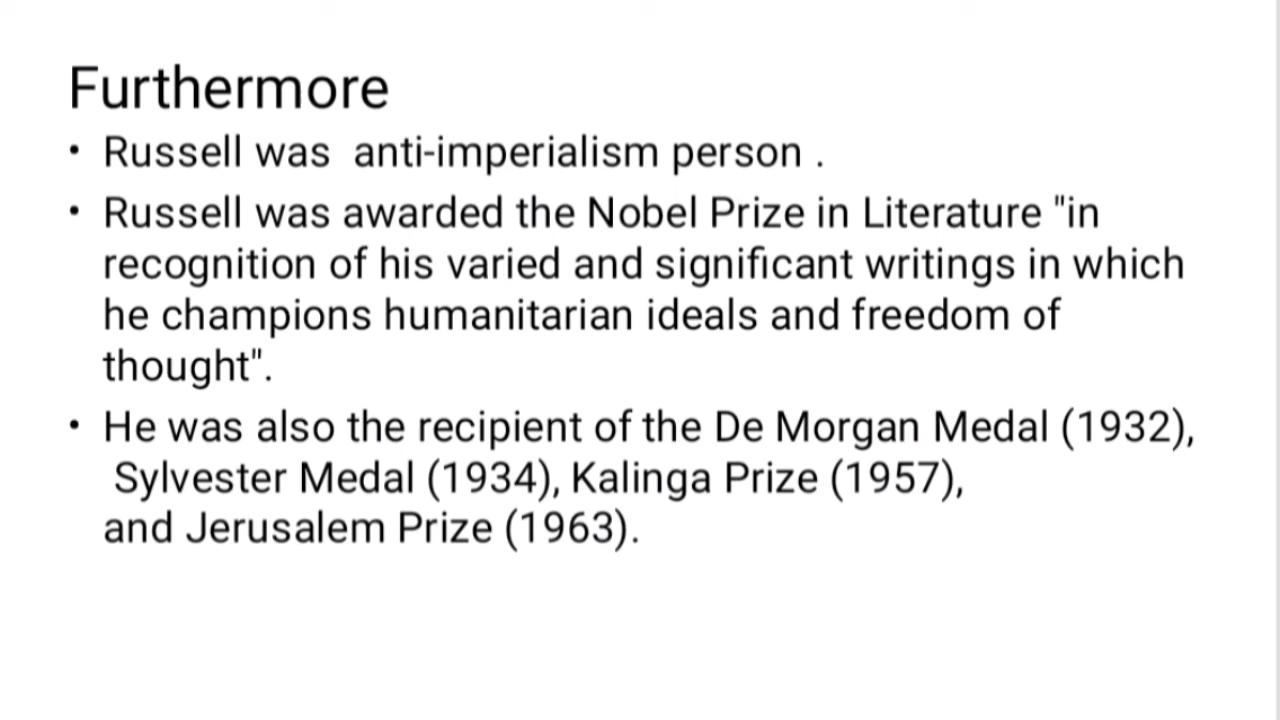 Furthermore
• Russell was  anti-imperialism person .
• Russell was awarded the Nobel Prize in Literature "in
recognition of his varied and significant writings in which
he champions humanitarian ideals and freedom of
thought".
• He was also the recipient of the De Morgan Medal (1932),
Sylvester Medal (1934), Kalinga Prize (1957),
and Jerusalem Prize (1963).